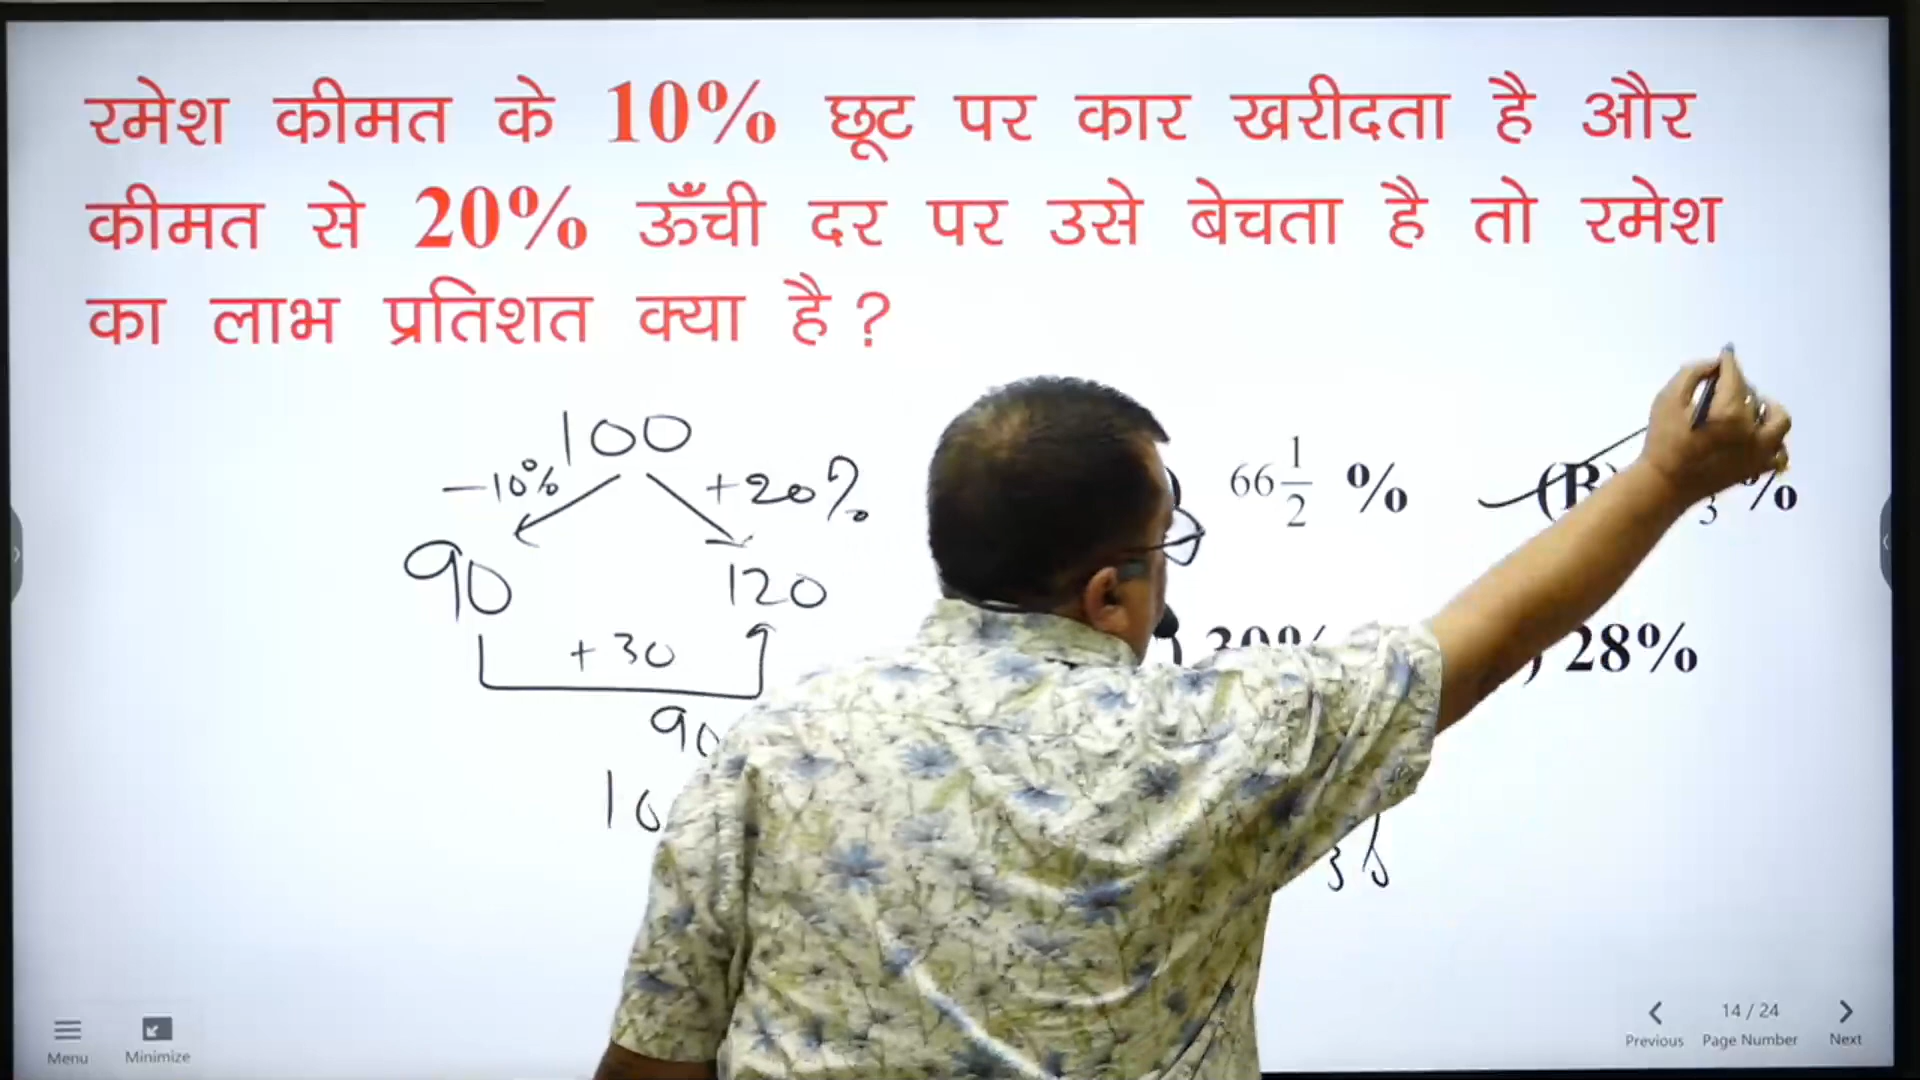 रमेश कीमत के 10% छूट पर कार खरीदता है और
कीमत से 20% ऊँची दर पर उसे बेचता है तो रमेश
का लाभ प्रतिशत क्या है ?
100
-10%
+20%
90
120
+30
66 1/2 %
(B)
3 %
28%
14 / 24
Menu
Minimize
Previous
Page Number
Next